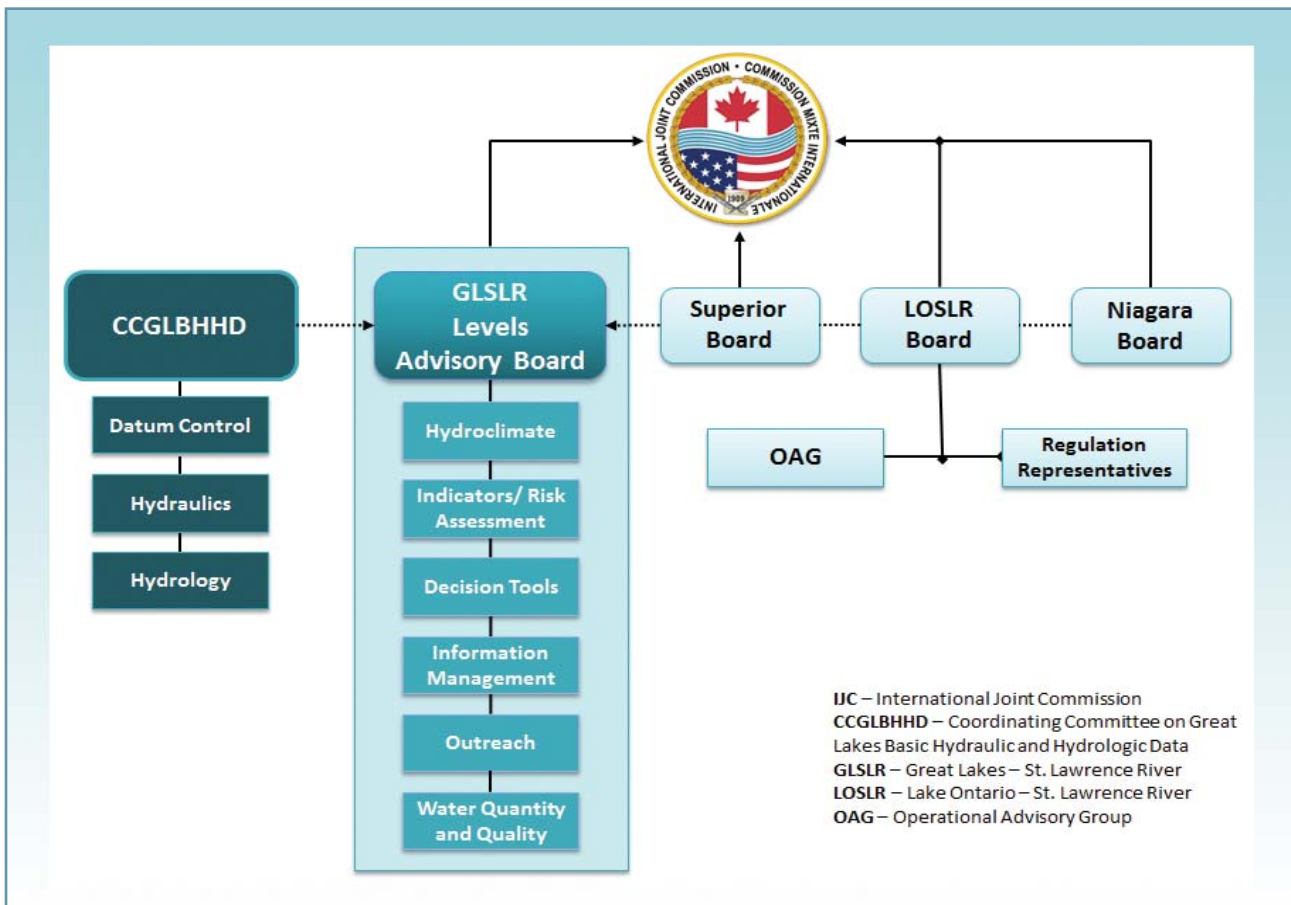 INTERNATIONAL JOINT COMMISSION • COMMISSION MIXTE INTERNATIONALE
1909
CCGLBHHD
GLSLR
Levels
Advisory Board
Superior
Board
LOSLR
Board
Niagara
Board
Datum Control
Hydraulics
Hydrology
Hydroclimate
Indicators/ Risk
Assessment
Decision Tools
Information
Management
Outreach
Water Quantity
and Quality
OAG
Regulation
Representatives
IJC – International Joint Commission
CCGLBHHD – Coordinating Committee on Great
Lakes Basic Hydraulic and Hydrologic Data
GLSLR – Great Lakes – St. Lawrence River
LOSLR – Lake Ontario – St. Lawrence River
OAG – Operational Advisory Group